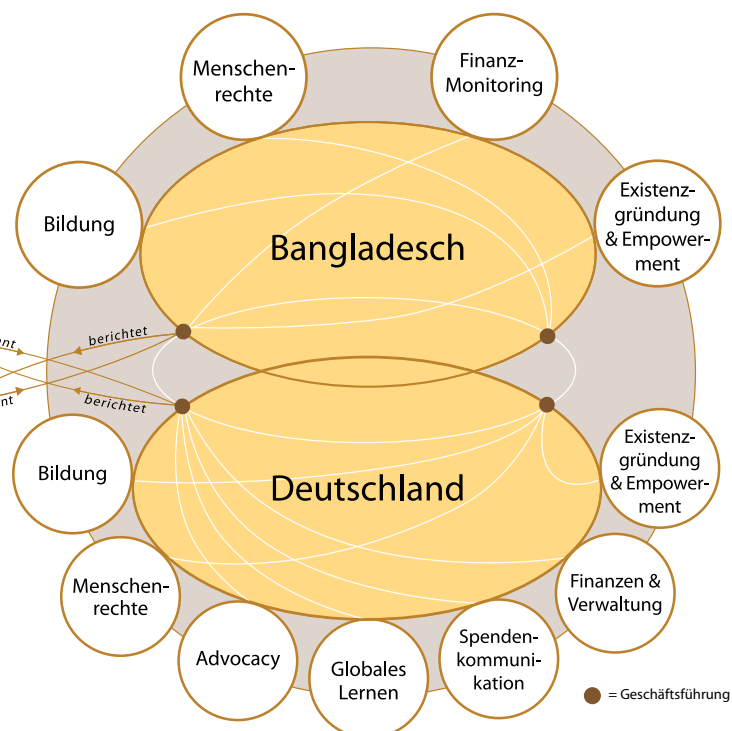 Menschen-
rechte
Finanz-
Monitoring
Bildung
Existenz-
gründung
& Empower-
ment
Bangladesch
berichtet
berichtet
Bildung
Deutschland
Existenz-
gründung
& Empower-
ment
Menschen-
rechte
Finanzen &
Verwaltung
Advocacy
Globales
Lernen
Spenden-
kommuni-
kation
= Geschäftsführung